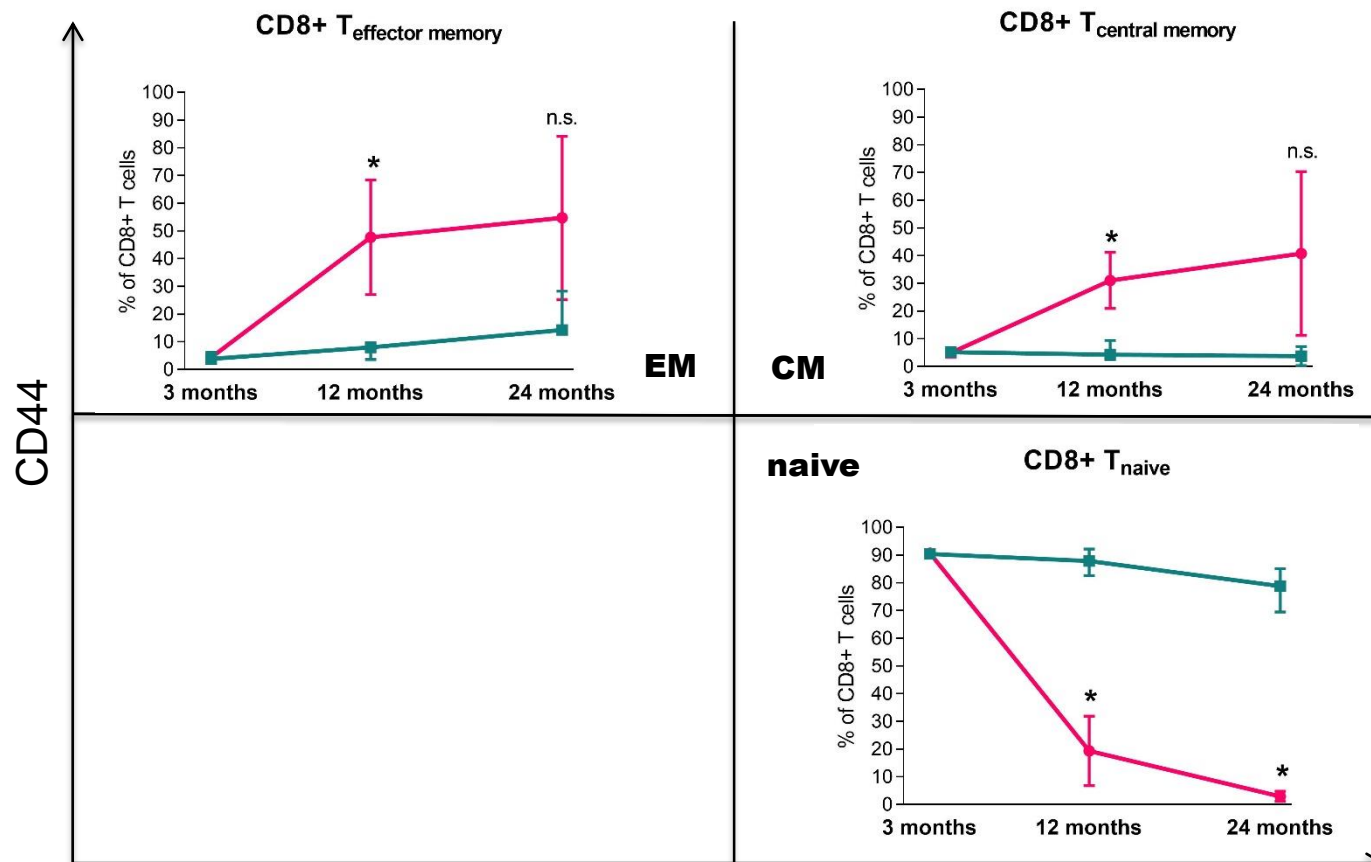 CD8+ Teffector memory
100
90
80
70
60
50
40
30
20
10
0
% of CD8+ T cells
*
n.s.
3 months 12 months 24 months
EM
CD8+ Tcentral memory
100
90
80
70
60
50
40
30
20
10
0
% of CD8+ T cells
*
n.s.
3 months 12 months 24 months
CM
CD44
naive
CD8+ Tnaive
100
90
80
70
60
50
40
30
20
10
0
% of CD8+ T cells
*
*
3 months 12 months 24 months